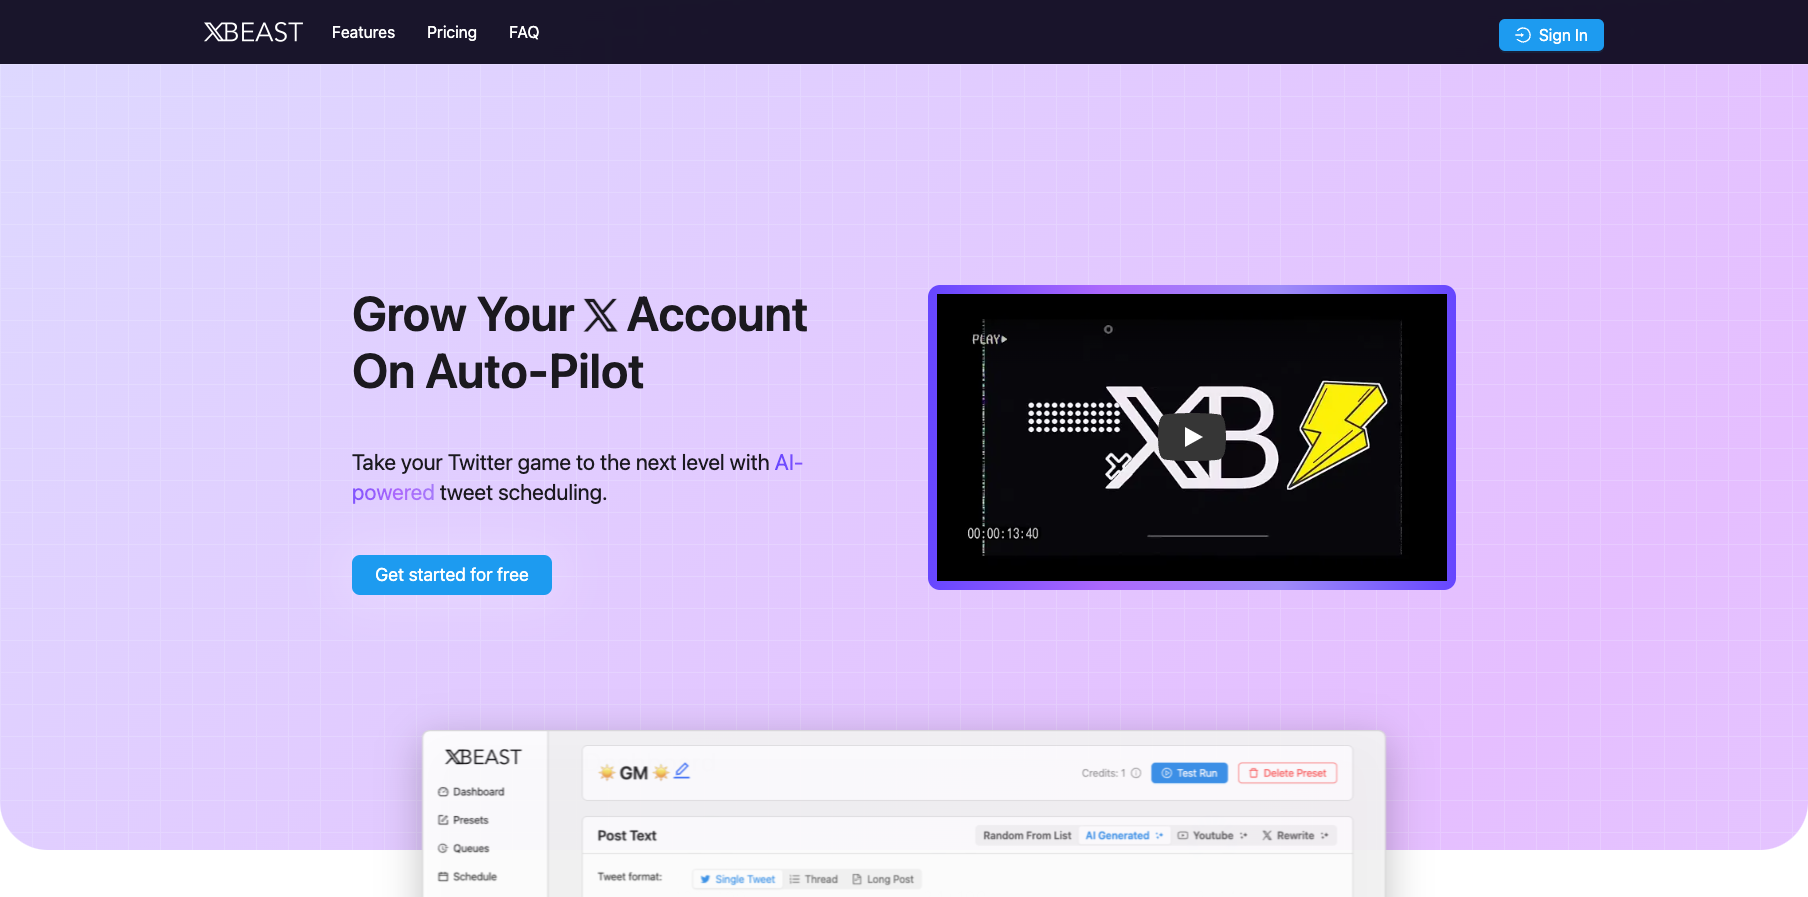 XBEAST Features Pricing FAQ Sign In
Grow Your X Account
On Auto-Pilot
Take your Twitter game to the next level with AI-
powered tweet scheduling.
Get started for free
PLAY
XB
00:00:13:40
XBEAST
Dashboard
Presets
Queues
Schedule
GM
Credits: 1 Test Run Delete Preset
Post Text
Random From List AI Generated Youtube Rewrite
Tweet format: Single Tweet Thread Long Post